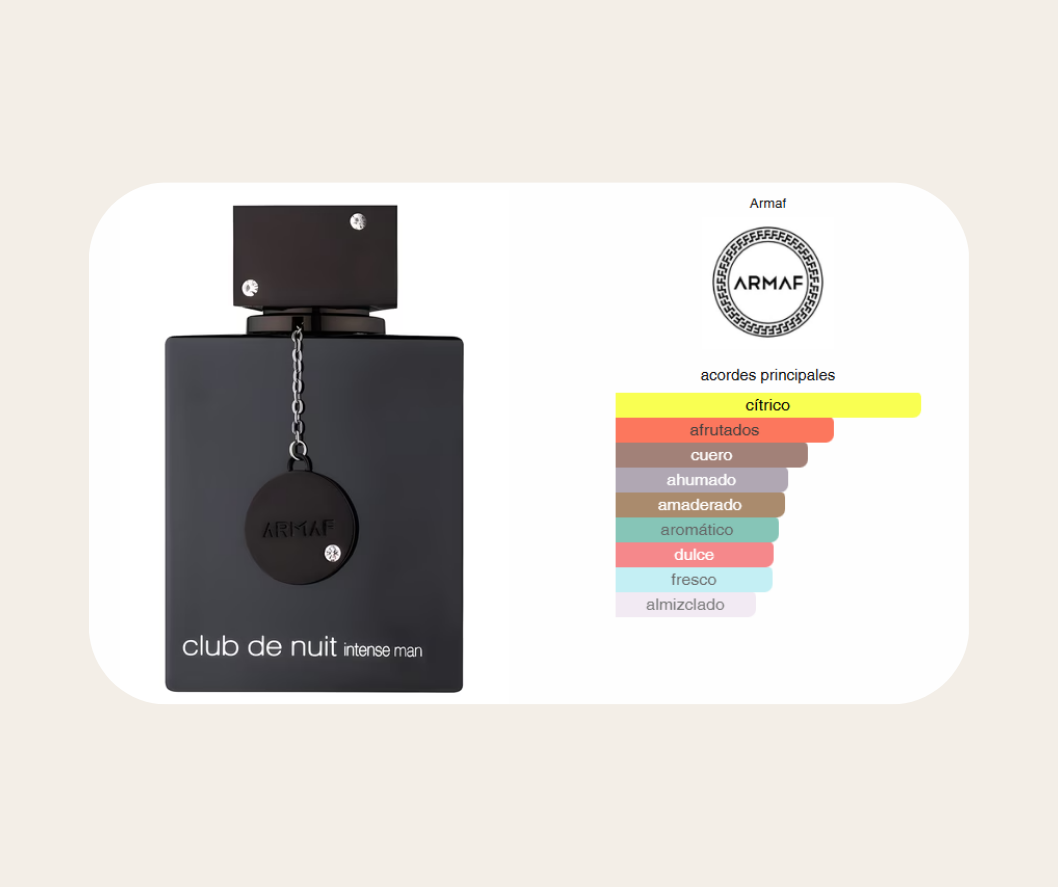 ARMAF
club de nuit intense man
Armaf
ARMAF
acordes principales
cítrico
afrutados
cuero
ahumado
amaderado
aromático
dulce
fresco
almizclado